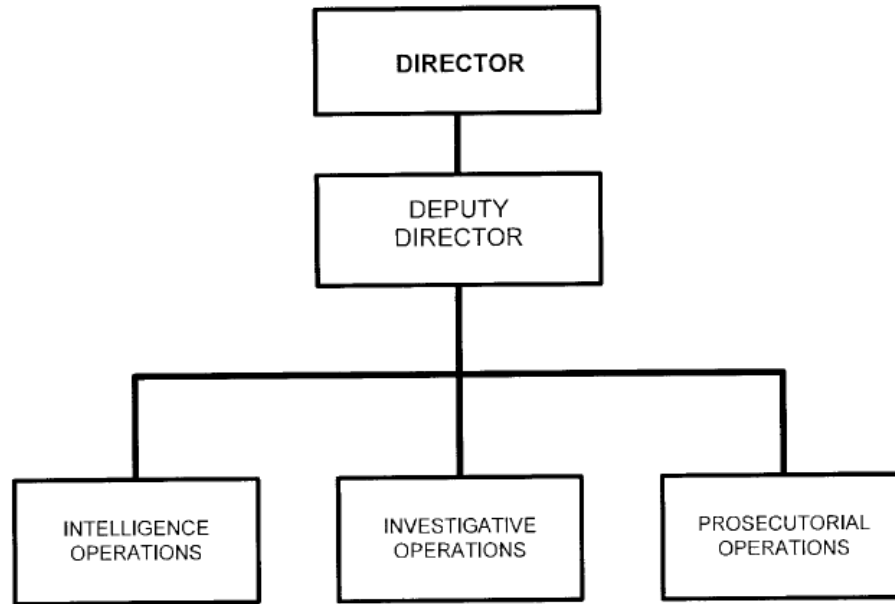 DIRECTOR
DEPUTY
DIRECTOR
INTELLIGENCE
OPERATIONS
INVESTIGATIVE
OPERATIONS
PROSECUTORIAL
OPERATIONS